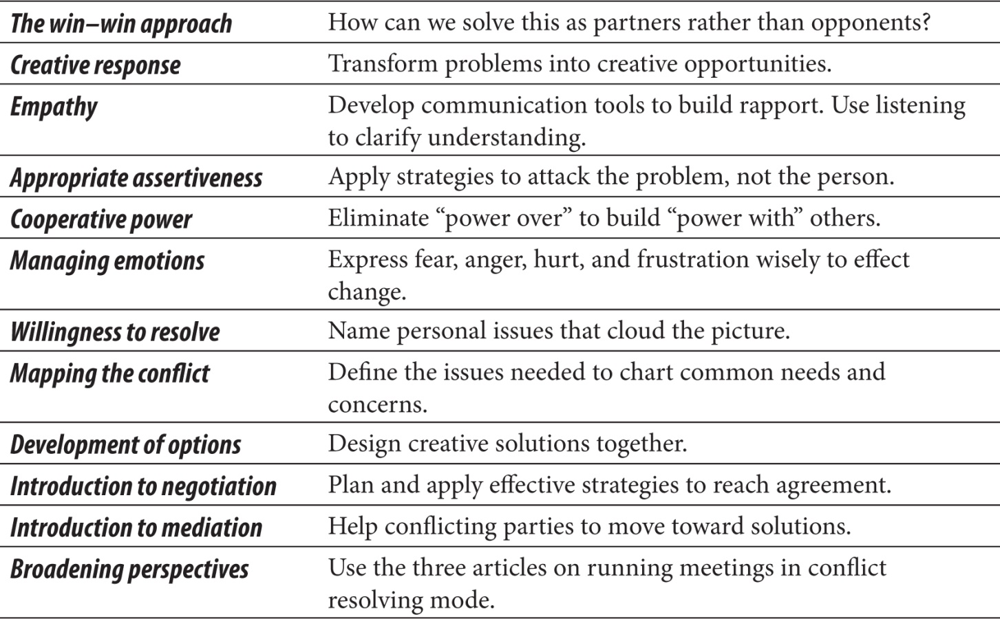 The win–win approach How can we solve this as partners rather than opponents?
Creative response Transform problems into creative opportunities.
Empathy Develop communication tools to build rapport. Use listening
to clarify understanding.
Appropriate assertiveness Apply strategies to attack the problem, not the person.
Cooperative power Eliminate “power over” to build “power with” others.
Managing emotions Express fear, anger, hurt, and frustration wisely to effect
change.
Willingness to resolve Name personal issues that cloud the picture.
Mapping the conflict Define the issues needed to chart common needs and
concerns.
Development of options Design creative solutions together.
Introduction to negotiation Plan and apply effective strategies to reach agreement.
Introduction to mediation Help conflicting parties to move toward solutions.
Broadening perspectives Use the three articles on running meetings in conflict
resolving mode.